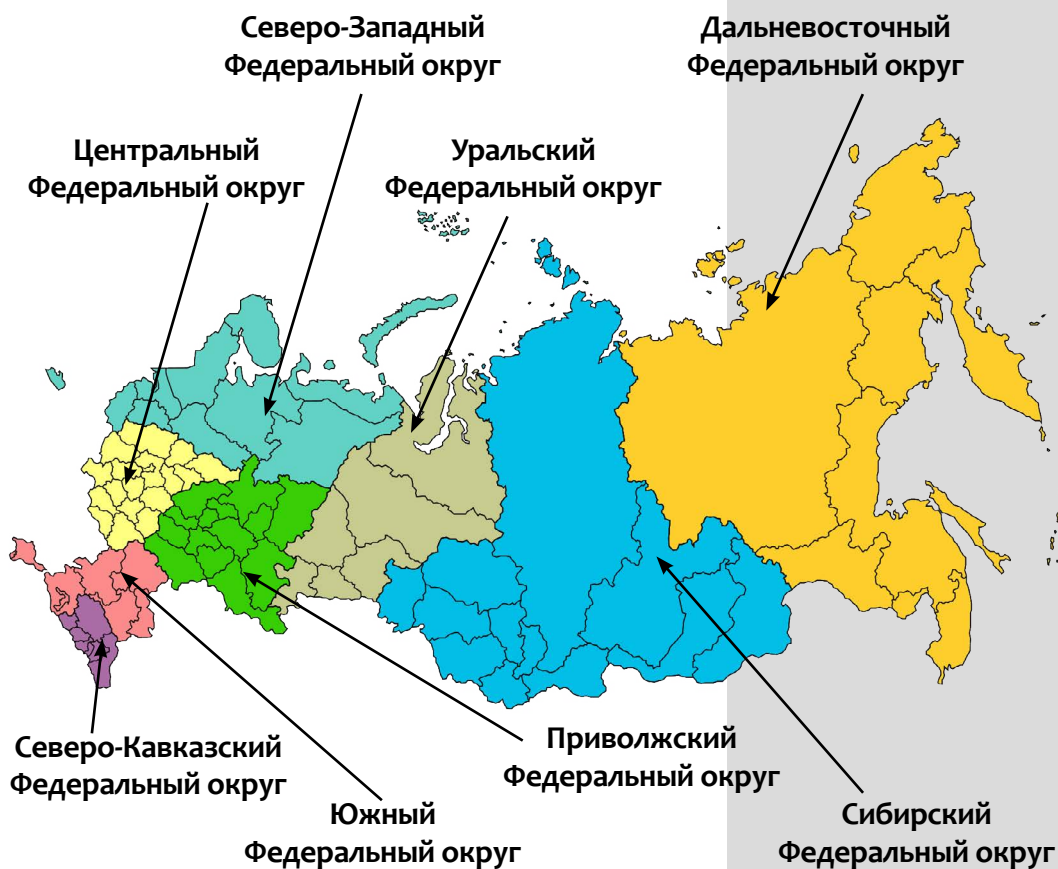 Северо-Западный
Федеральный округ
Дальневосточный
Федеральный округ
Центральный
Федеральный округ
Уральский
Федеральный округ
Северо-Кавказский
Федеральный округ
Приволжский
Федеральный округ
Южный
Федеральный округ
Сибирский
Федеральный округ